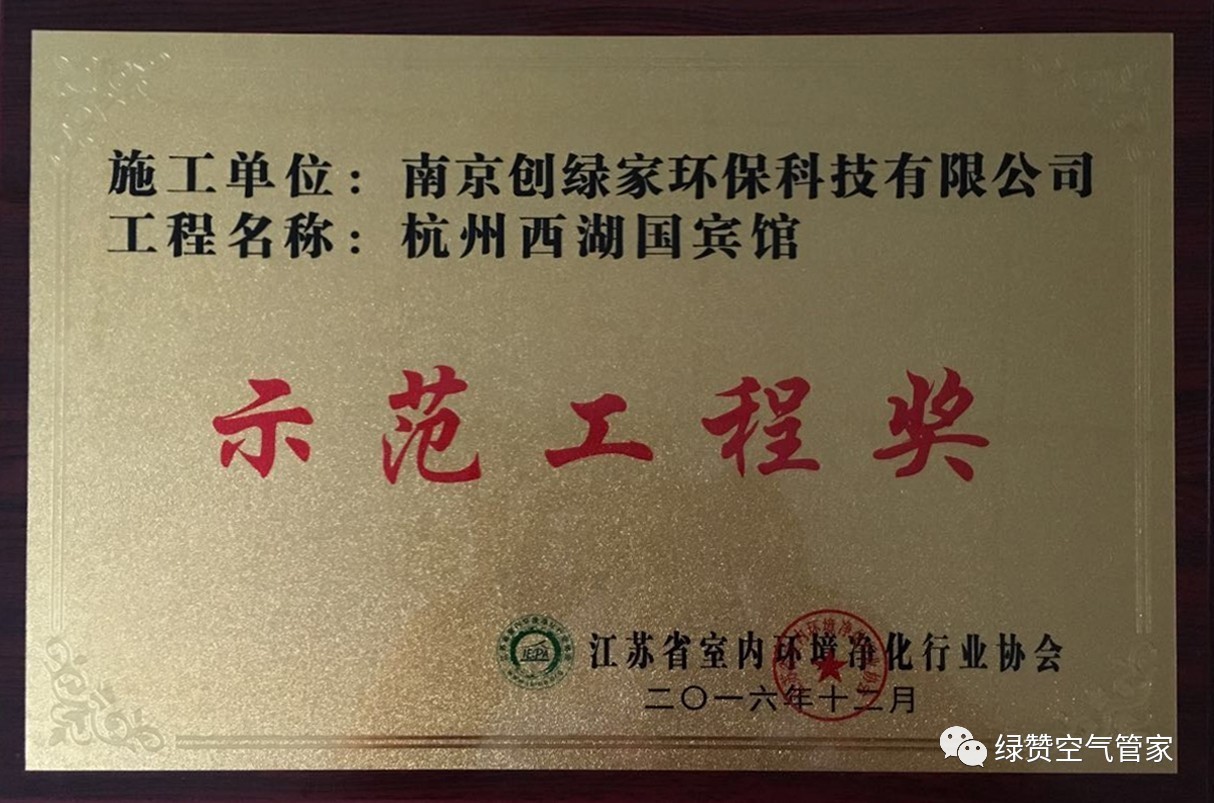 施工单位：南京创绿家环保科技有限公司
工程名称：杭州西湖国宾馆
示范工程奖
江苏省室内环境净化行业协会
二〇一六年十二月
绿赞空气管家